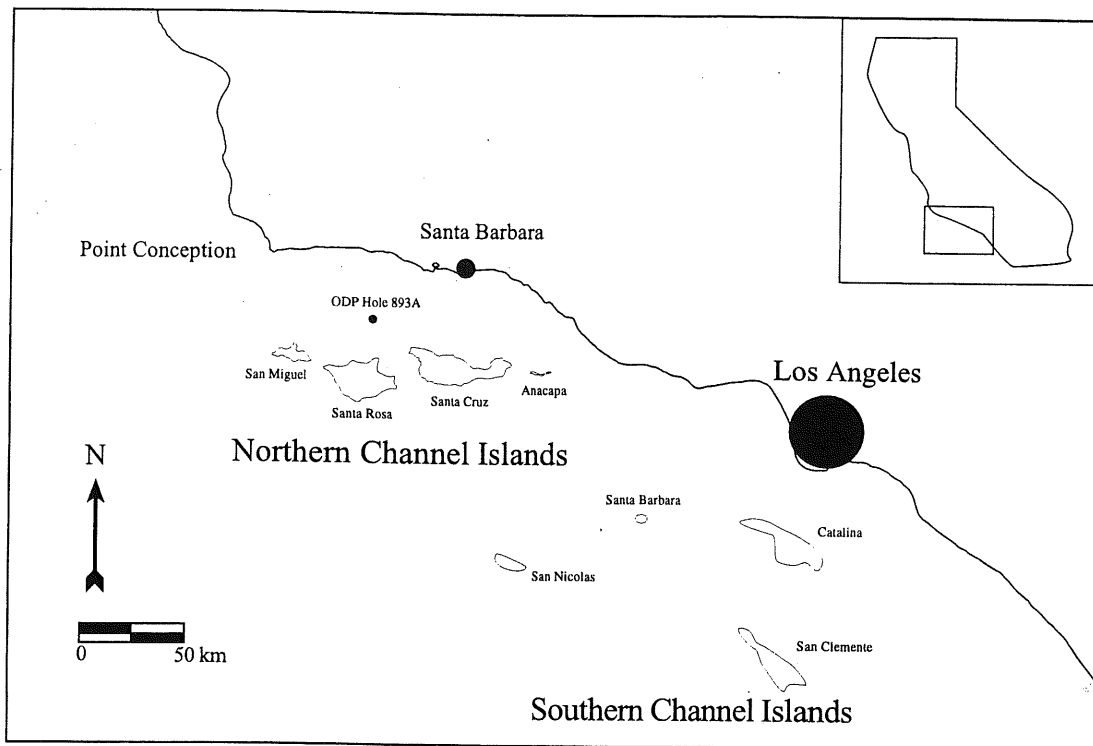 Santa Barbara
Point Conception
ODP Hole 893A
San Miguel
Santa Rosa
Santa Cruz
Anacapa
Los Angeles
Northern Channel Islands
N
Santa Barbara
Catalina
San Nicolas
0 50 km
San Clemente
Southern Channel Islands